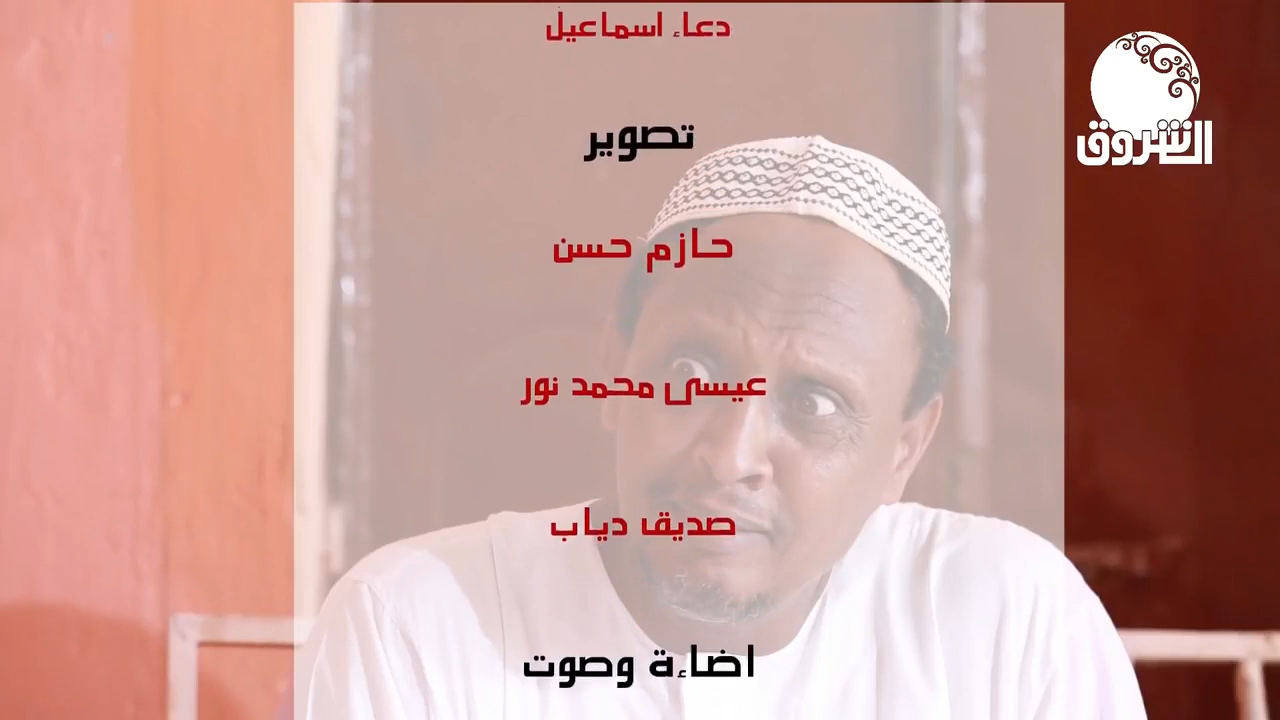 دعاء اسماعيل
الشروق
تصوير
حازم حسن
عيسى محمد نور
صديق دياب
اضاءة وصوت